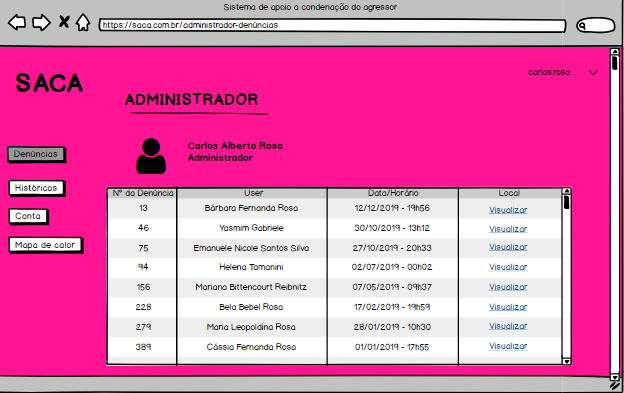 Sistema de apoio a condenação do agressor
https://saca.com.br/administrador-denúncias
SACA
carlos.rosa
ADMINISTRADOR
Carlos Alberto Rosa
Administrador
Denúncias
Históricos
Conta
Mapa de calor
Nº da Denúncia User Data/Horário Local
13 Bárbara Fernanda Rosa 12/12/2019 - 19h56 Visualizar
46 Yasmim Gabriele 30/10/2019 - 13h12 Visualizar
75 Emanuele Nicole Santos Silva 27/10/2019 - 20h33 Visualizar
94 Helena Tamanini 02/07/2019 - 00h02 Visualizar
156 Mariana Bittencourt Reibnitz 07/05/2019 - 09h37 Visualizar
228 Bela Bebel Rosa 17/02/2019 - 19h59 Visualizar
279 Maria Leopoldina Rosa 28/01/2019 - 10h30 Visualizar
389 Cássia Fernanda Rosa 01/01/2019 - 17h55 Visualizar